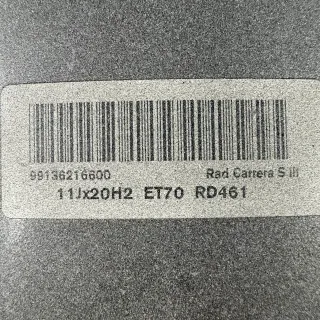 99136216600 Rad Carrera S III
11Jx20H2 ET70 RD461